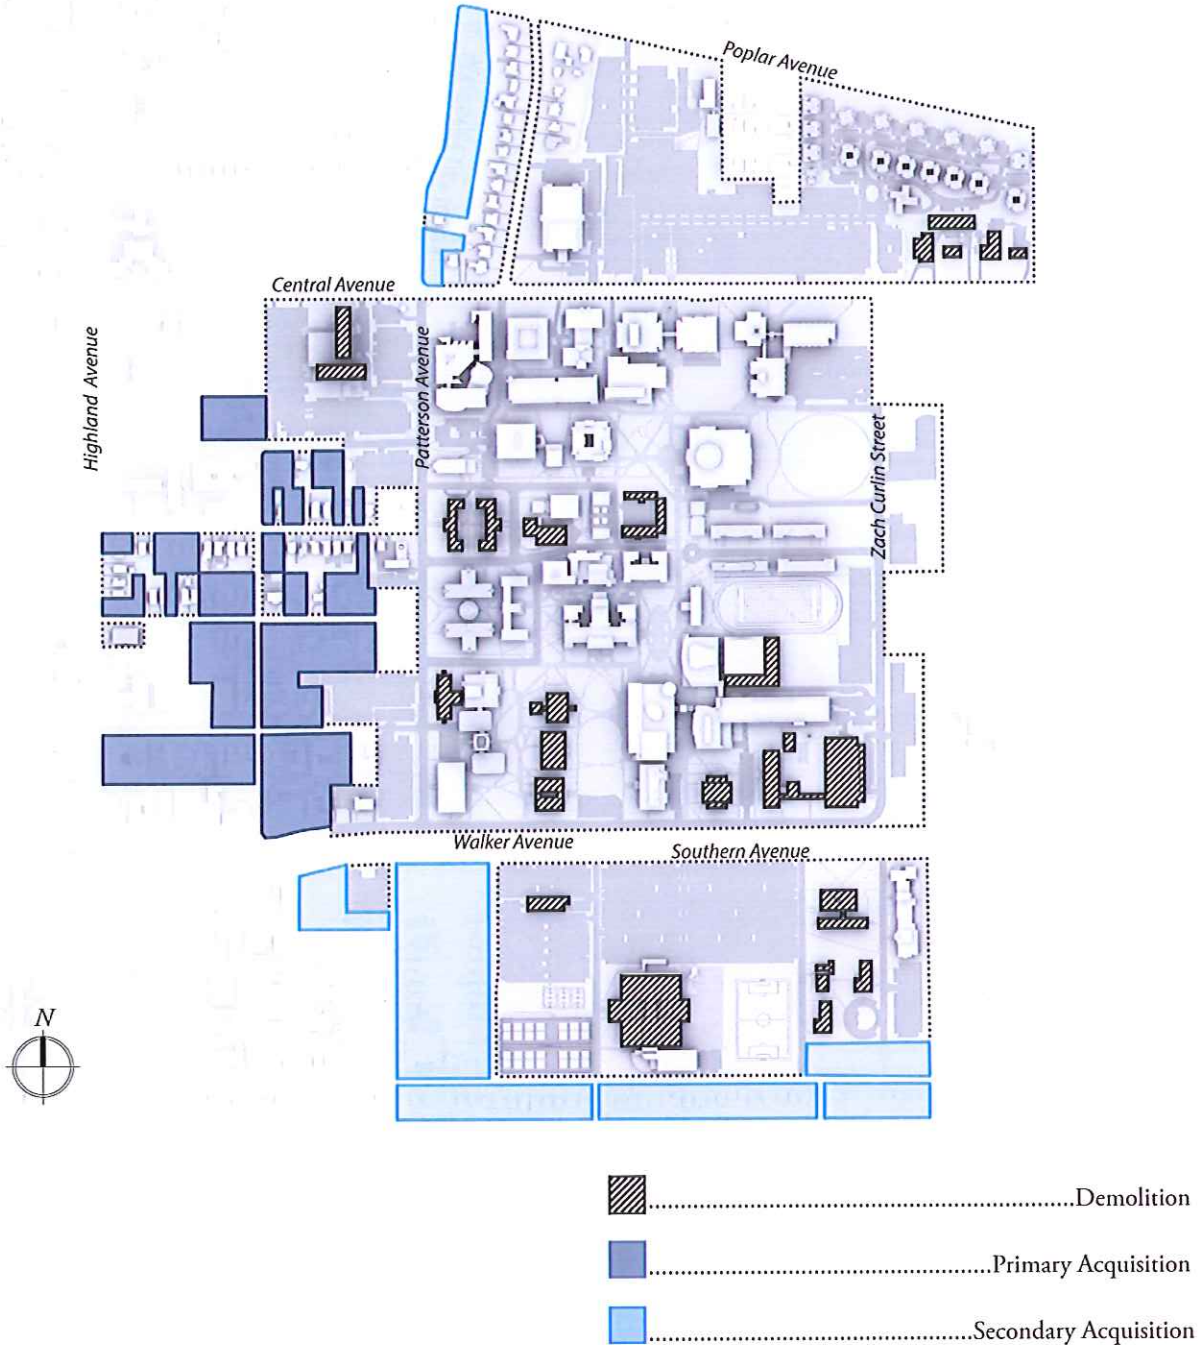 Poplar Avenue
Central Avenue
Highland Avenue
Patterson Avenue
Zach Curlin Street
Walker Avenue
Southern Avenue
N
Demolition
Primary Acquisition
Secondary Acquisition